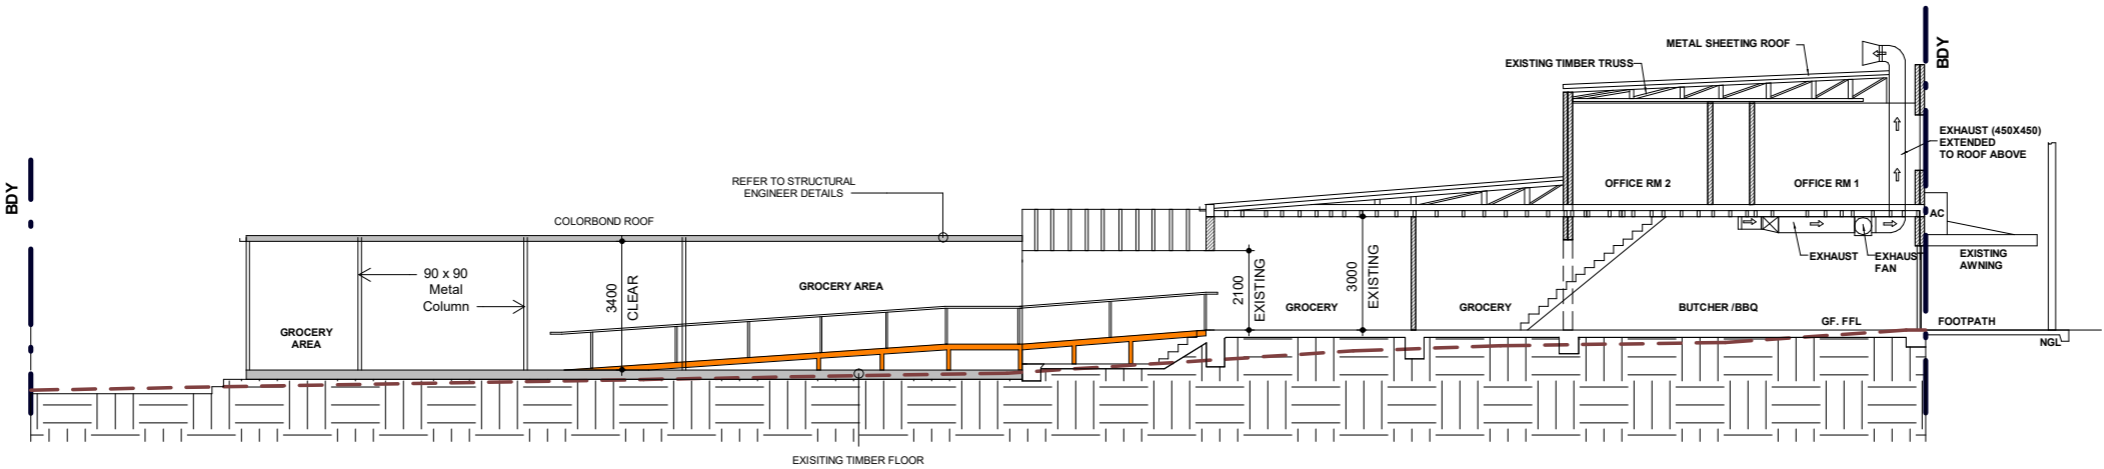 METAL SHEETING ROOF
BDY
EXISTING TIMBER TRUSS
EXHAUST (450X450)
EXTENDED
TO ROOF ABOVE
BDY
REFER TO STRUCTURAL
ENGINEER DETAILS
OFFICE RM 2
OFFICE RM 1
COLORBOND ROOF
AC
90 x 90
Metal
Column
3400
CLEAR
GROCERY AREA
2100
EXISTING
3000
EXISTING
EXHAUST
EXHAUST
FAN
EXISTING
AWNING
GROCERY
AREA
GROCERY
GROCERY
BUTCHER /BBQ
GF. FFL
FOOTPATH
NGL
EXISITING TIMBER FLOOR